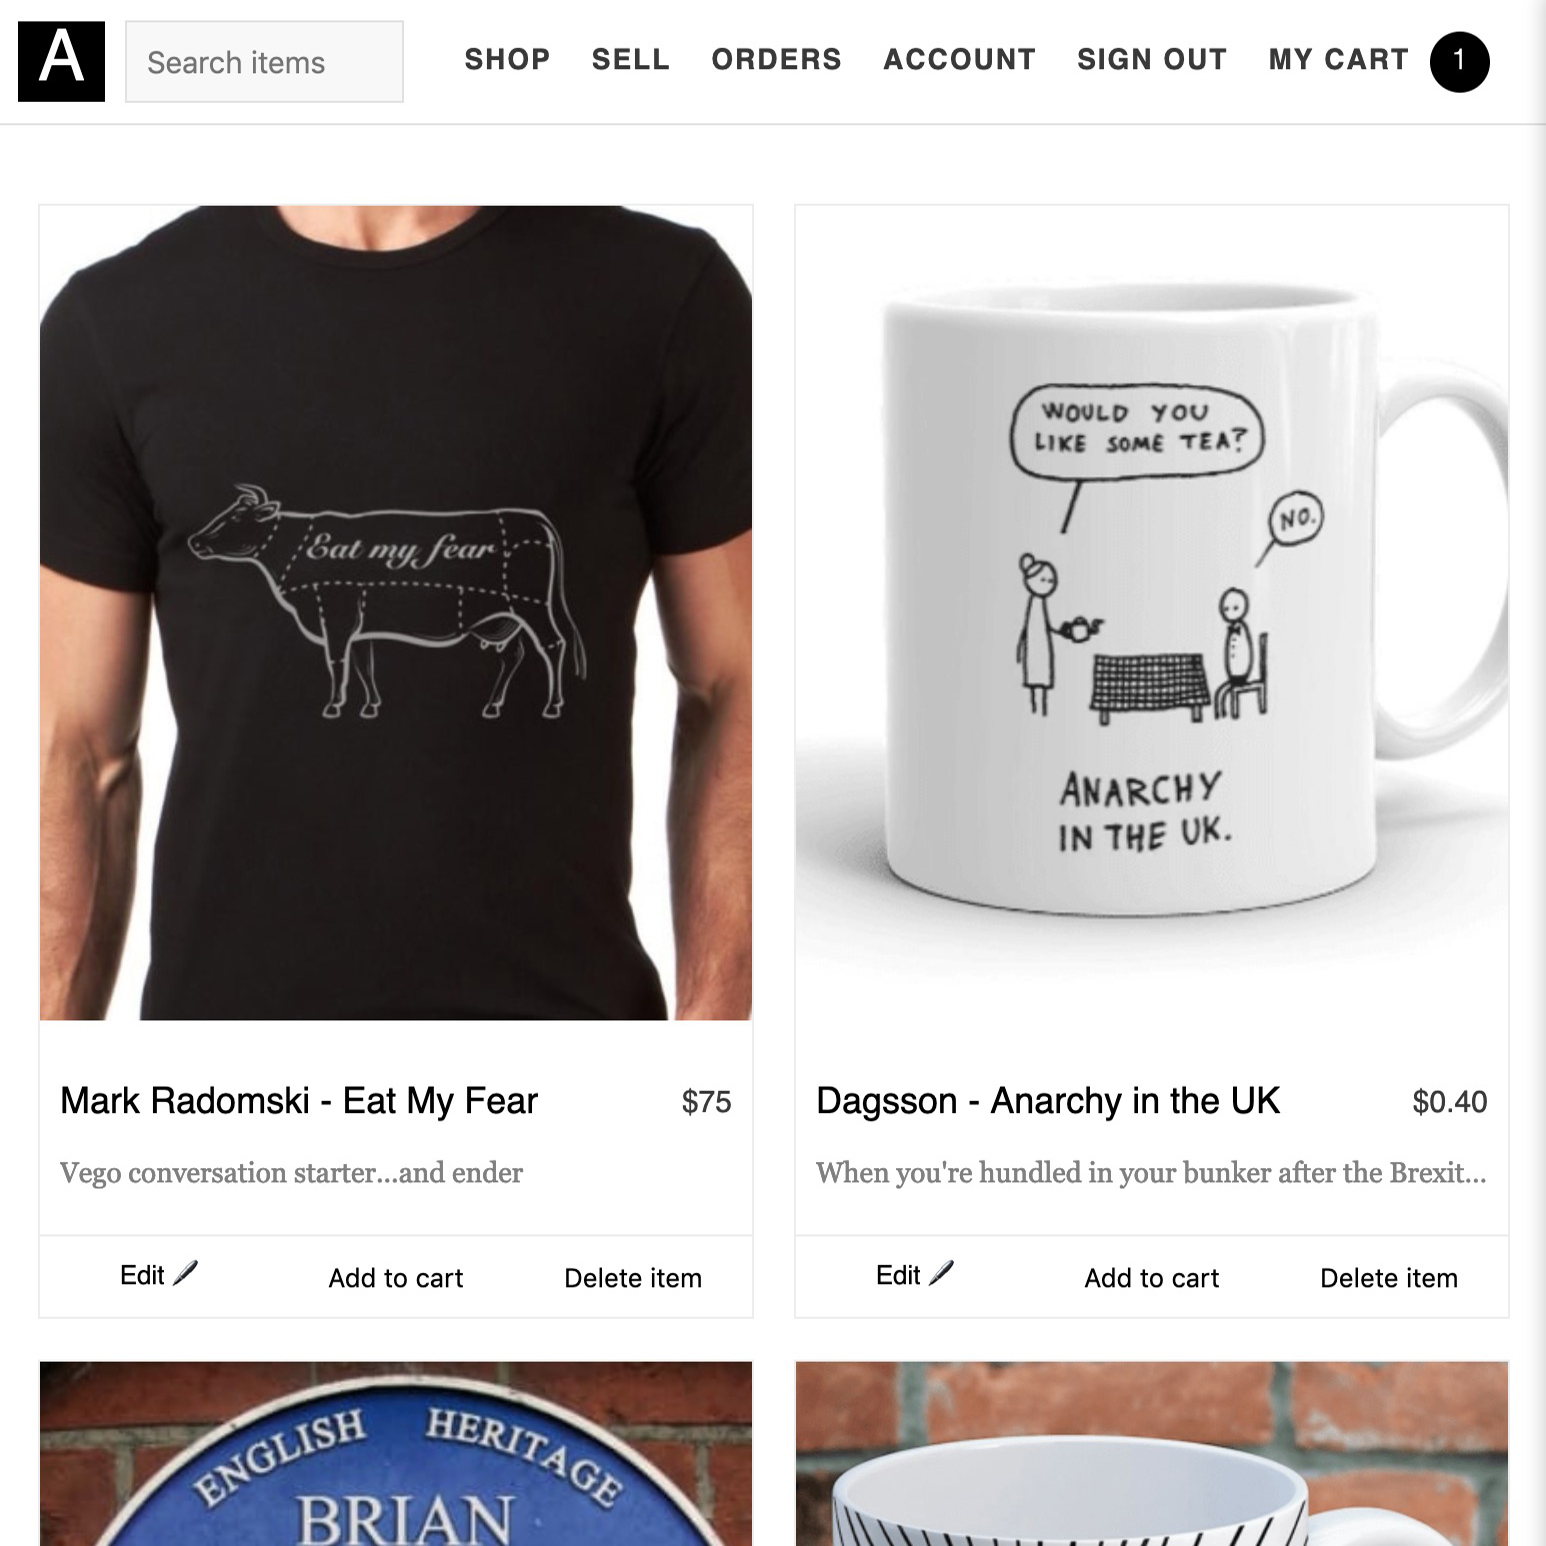 A
Search items
SHOP SELL ORDERS ACCOUNT SIGN OUT MY CART 1
Eat my fear
WOULD YOU
LIKE SOME TEA?
NO.
ANARCHY
IN THE UK.
Mark Radomski - Eat My Fear $75
Vego conversation starter...and ender
Edit Add to cart Delete item
Dagsson - Anarchy in the UK $0.40
When you're hundled in your bunker after the Brexit...
Edit Add to cart Delete item
ENGLISH HERITAGE
BRIAN